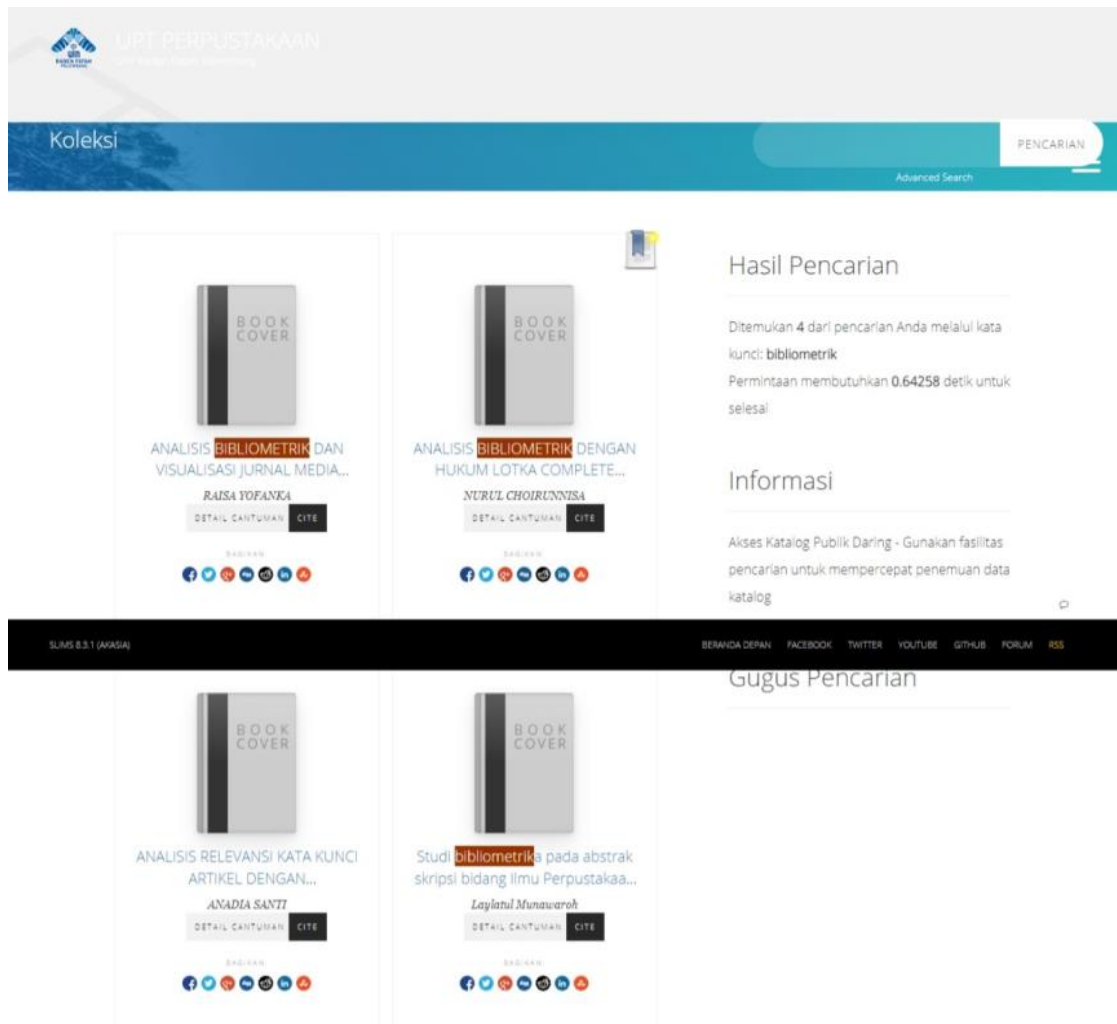 UIN
RADEN FATAH
PALEMBANG
UPT PERPUSTAKAAN
Koleksi
PENCARIAN
Advanced Search
BOOK
COVER
ANALISIS BIBLIOMETRIK DAN
VISUALISASI JURNAL MEDIA...
RAISA YOFANKA
DETAIL CANTUMAN CITE
BAGIKAN
BOOK
COVER
ANALISIS BIBLIOMETRIK DENGAN
HUKUM LOTKA COMPLETE...
NURUL CHOIRUNNISA
DETAIL CANTUMAN CITE
BAGIKAN
Hasil Pencarian
Ditemukan 4 dari pencarian Anda melalui kata
kunci: bibliometrik
Permintaan membutuhkan 0.64258 detik untuk
selesai
Informasi
Akses Katalog Publik Daring - Gunakan fasilitas
pencarian untuk mempercepat penemuan data
katalog
SLIMS 8.3.1 (AKASIA)
BERANDA DEPAN FACEBOOK TWITTER YOUTUBE GITHUB FORUM RSS
Gugus Pencarian
BOOK
COVER
ANALISIS RELEVANSI KATA KUNCI
ARTIKEL DENGAN...
ANADIA SANTI
DETAIL CANTUMAN CITE
BAGIKAN
BOOK
COVER
Studi bibliometrika pada abstrak
skripsi bidang Ilmu Perpustakaa...
Laylatul Munawaroh
DETAIL CANTUMAN CITE
BAGIKAN